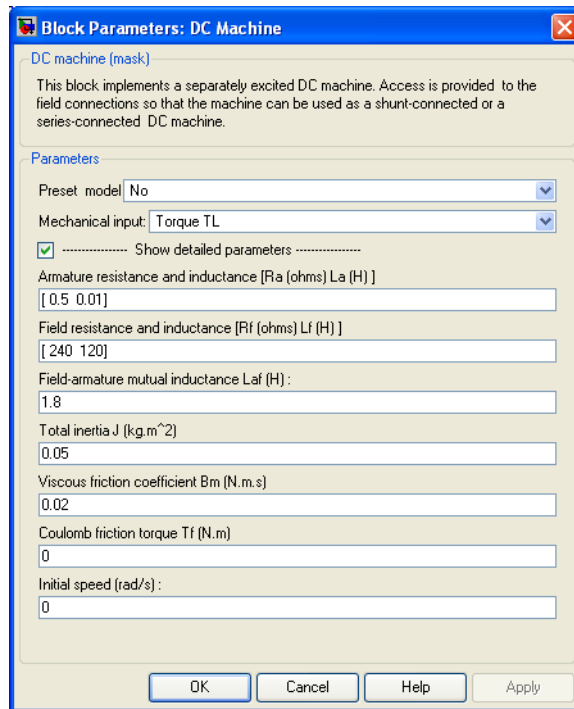 Block Parameters: DC Machine
DC machine (mask)
This block implements a separately excited DC machine. Access is provided to the
field connections so that the machine can be used as a shunt-connected or a
series-connected DC machine.
Parameters
Preset model No
Mechanical input: Torque TL
---------------- Show detailed parameters ----------------
Armature resistance and inductance [Ra (ohms) La (H) ]
[ 0.5 0.01]
Field resistance and inductance [Rf (ohms) Lf (H) ]
[ 240 120]
Field-armature mutual inductance Laf (H) :
1.8
Total inertia J (kg.m^2)
0.05
Viscous friction coefficient Bm (N.m.s)
0.02
Coulomb friction torque Tf (N.m)
0
Initial speed (rad/s) :
0
OK Cancel Help Apply